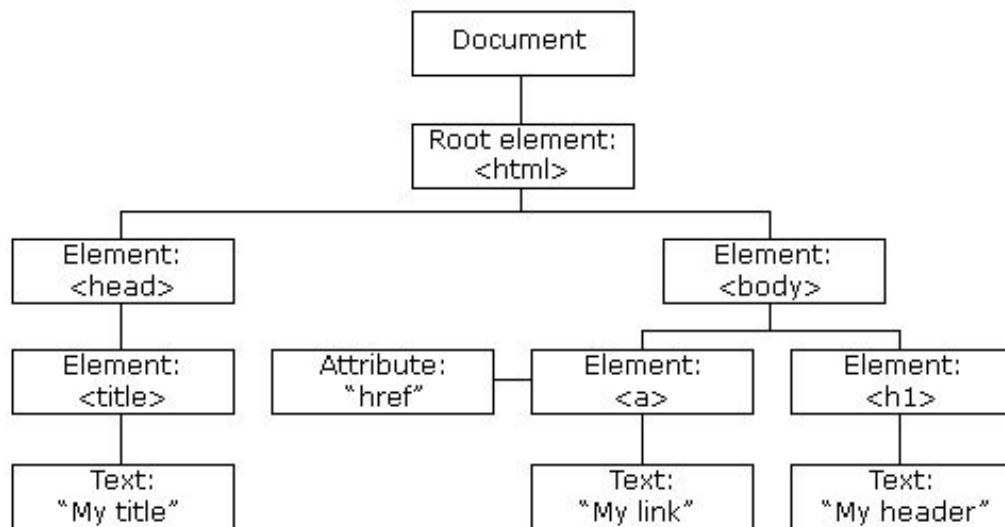 Document
Root element:
<html>
Element:
<head>
Element:
<body>
Element:
<title>
Attribute:
“href”
Element:
<a>
Element:
<h1>
Text:
“My title”
Text:
“My link”
Text:
“My header”